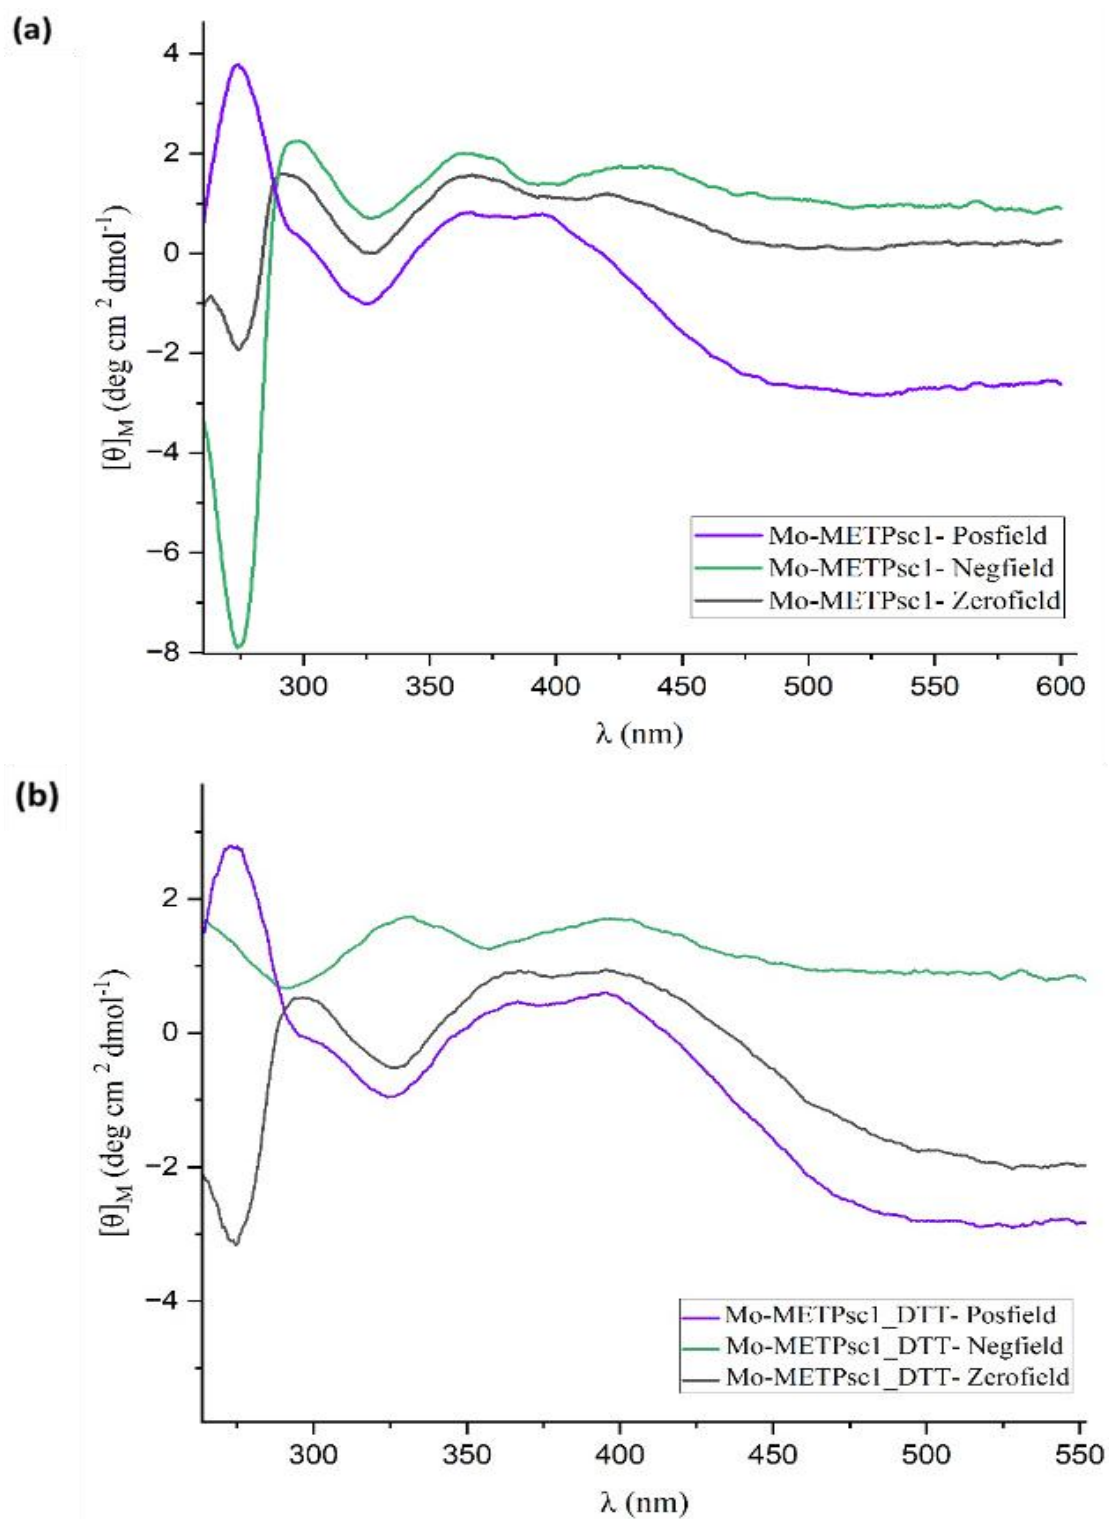 (a)
4
2
0
−2
−4
−6
−8
[θ]M (deg cm 2 dmol-1)
Mo-METPsc1- Posfield
Mo-METPsc1- Negfield
Mo-METPsc1- Zerofield
300 350 400 450 500 550 600
λ (nm)
(b)
2
0
−2
−4
[θ]M (deg cm 2 dmol-1)
Mo-METPsc1_DTT- Posfield
Mo-METPsc1_DTT- Negfield
Mo-METPsc1_DTT- Zerofield
300 350 400 450 500 550
λ (nm)